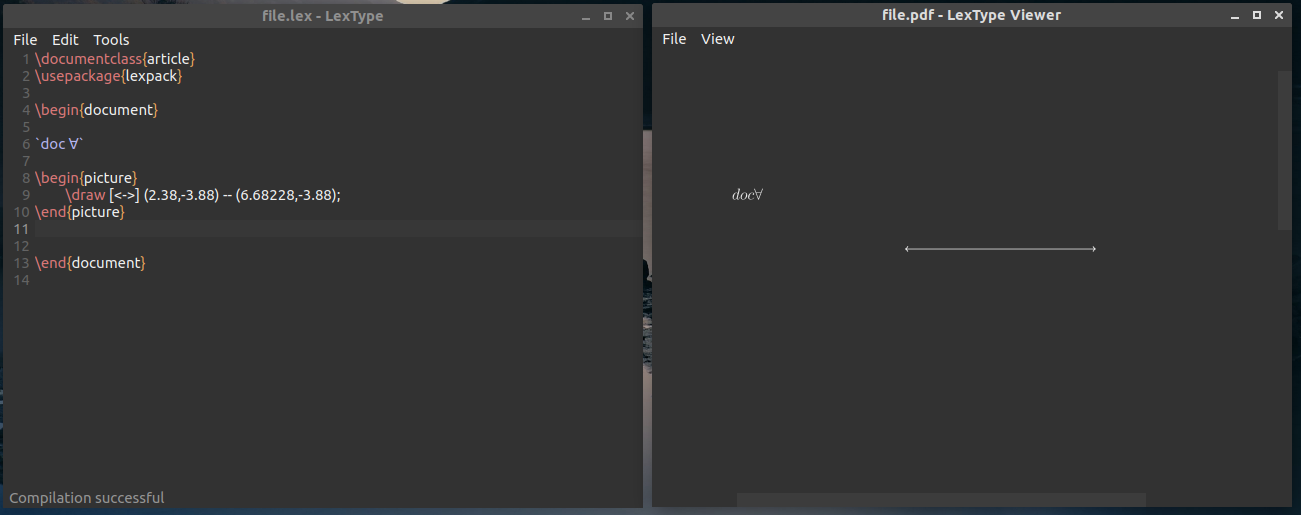 file.lex - LexType
File Edit Tools
1 \documentclass{article}
2 \usepackage{lexpack}
3
4 \begin{document}
5
6 `doc ∀`
7
8 \begin{picture}
9 \draw [<->] (2.38,-3.88) -- (6.68228,-3.88);
10 \end{picture}
11
12
13 \end{document}
14
Compilation successful
file.pdf - LexType Viewer
File View
doc∀